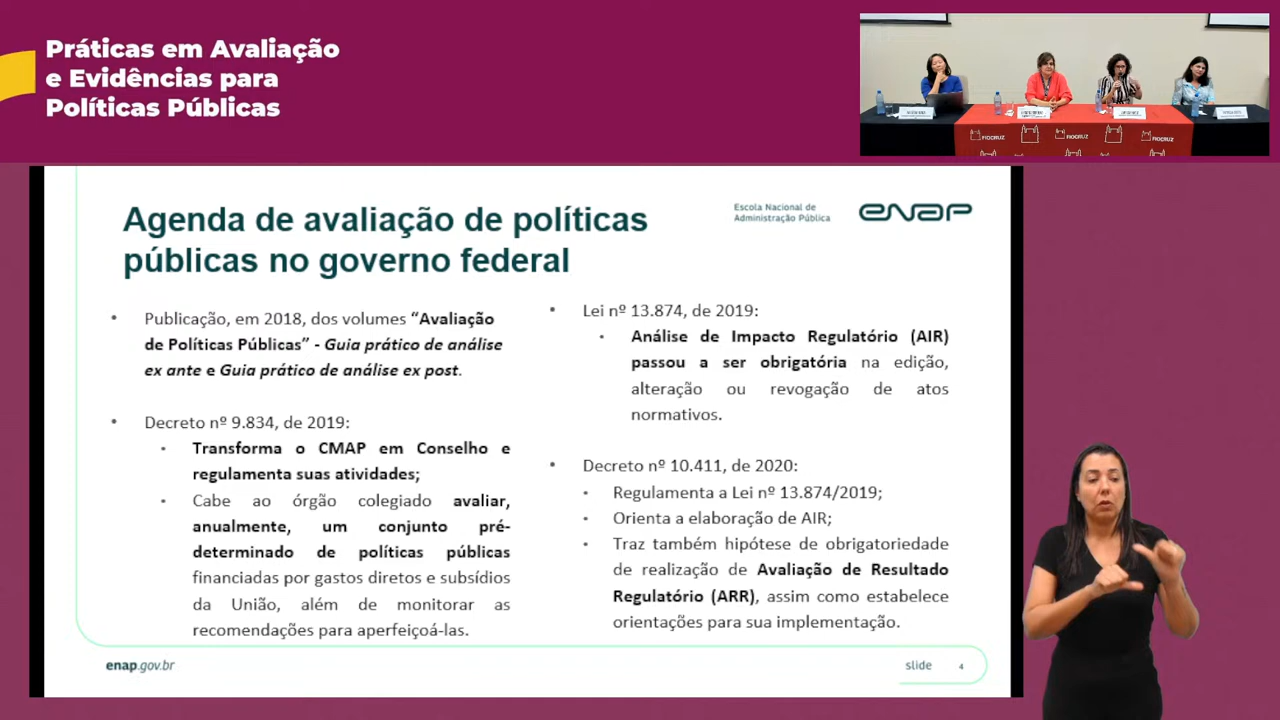 Práticas em Avaliação
e Evidências para
Políticas Públicas
FIOCRUZ
FIOCRUZ
FIOCRUZ
Agenda de avaliação de políticas
públicas no governo federal
Escola Nacional de
Administração Pública
enap
• Publicação, em 2018, dos volumes “Avaliação
de Políticas Públicas” - Guia prático de análise
ex ante e Guia prático de análise ex post.
• Decreto nº 9.834, de 2019:
• Transforma o CMAP em Conselho e
regulamenta suas atividades;
• Cabe ao órgão colegiado avaliar,
anualmente, um conjunto pré-
determinado de políticas públicas
financiadas por gastos diretos e subsídios
da União, além de monitorar as
recomendações para aperfeiçoá-las.
• Lei nº 13.874, de 2019:
• Análise de Impacto Regulatório (AIR)
passou a ser obrigatória na edição,
alteração ou revogação de atos
normativos.
• Decreto nº 10.411, de 2020:
• Regulamenta a Lei nº 13.874/2019;
• Orienta a elaboração de AIR;
• Traz também hipótese de obrigatoriedade
de realização de Avaliação de Resultado
Regulatório (ARR), assim como estabelece
orientações para sua implementação.
enap.gov.br
slide 4